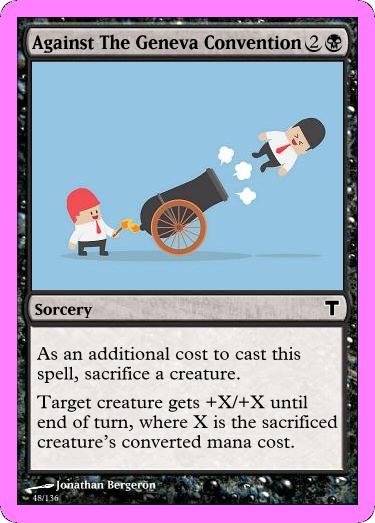 Against The Geneva Convention 2
Sorcery T
As an additional cost to cast this
spell, sacrifice a creature.
Target creature gets +X/+X until
end of turn, where X is the sacrificed
creature's converted mana cost.
Jonathan Bergeron
48/136